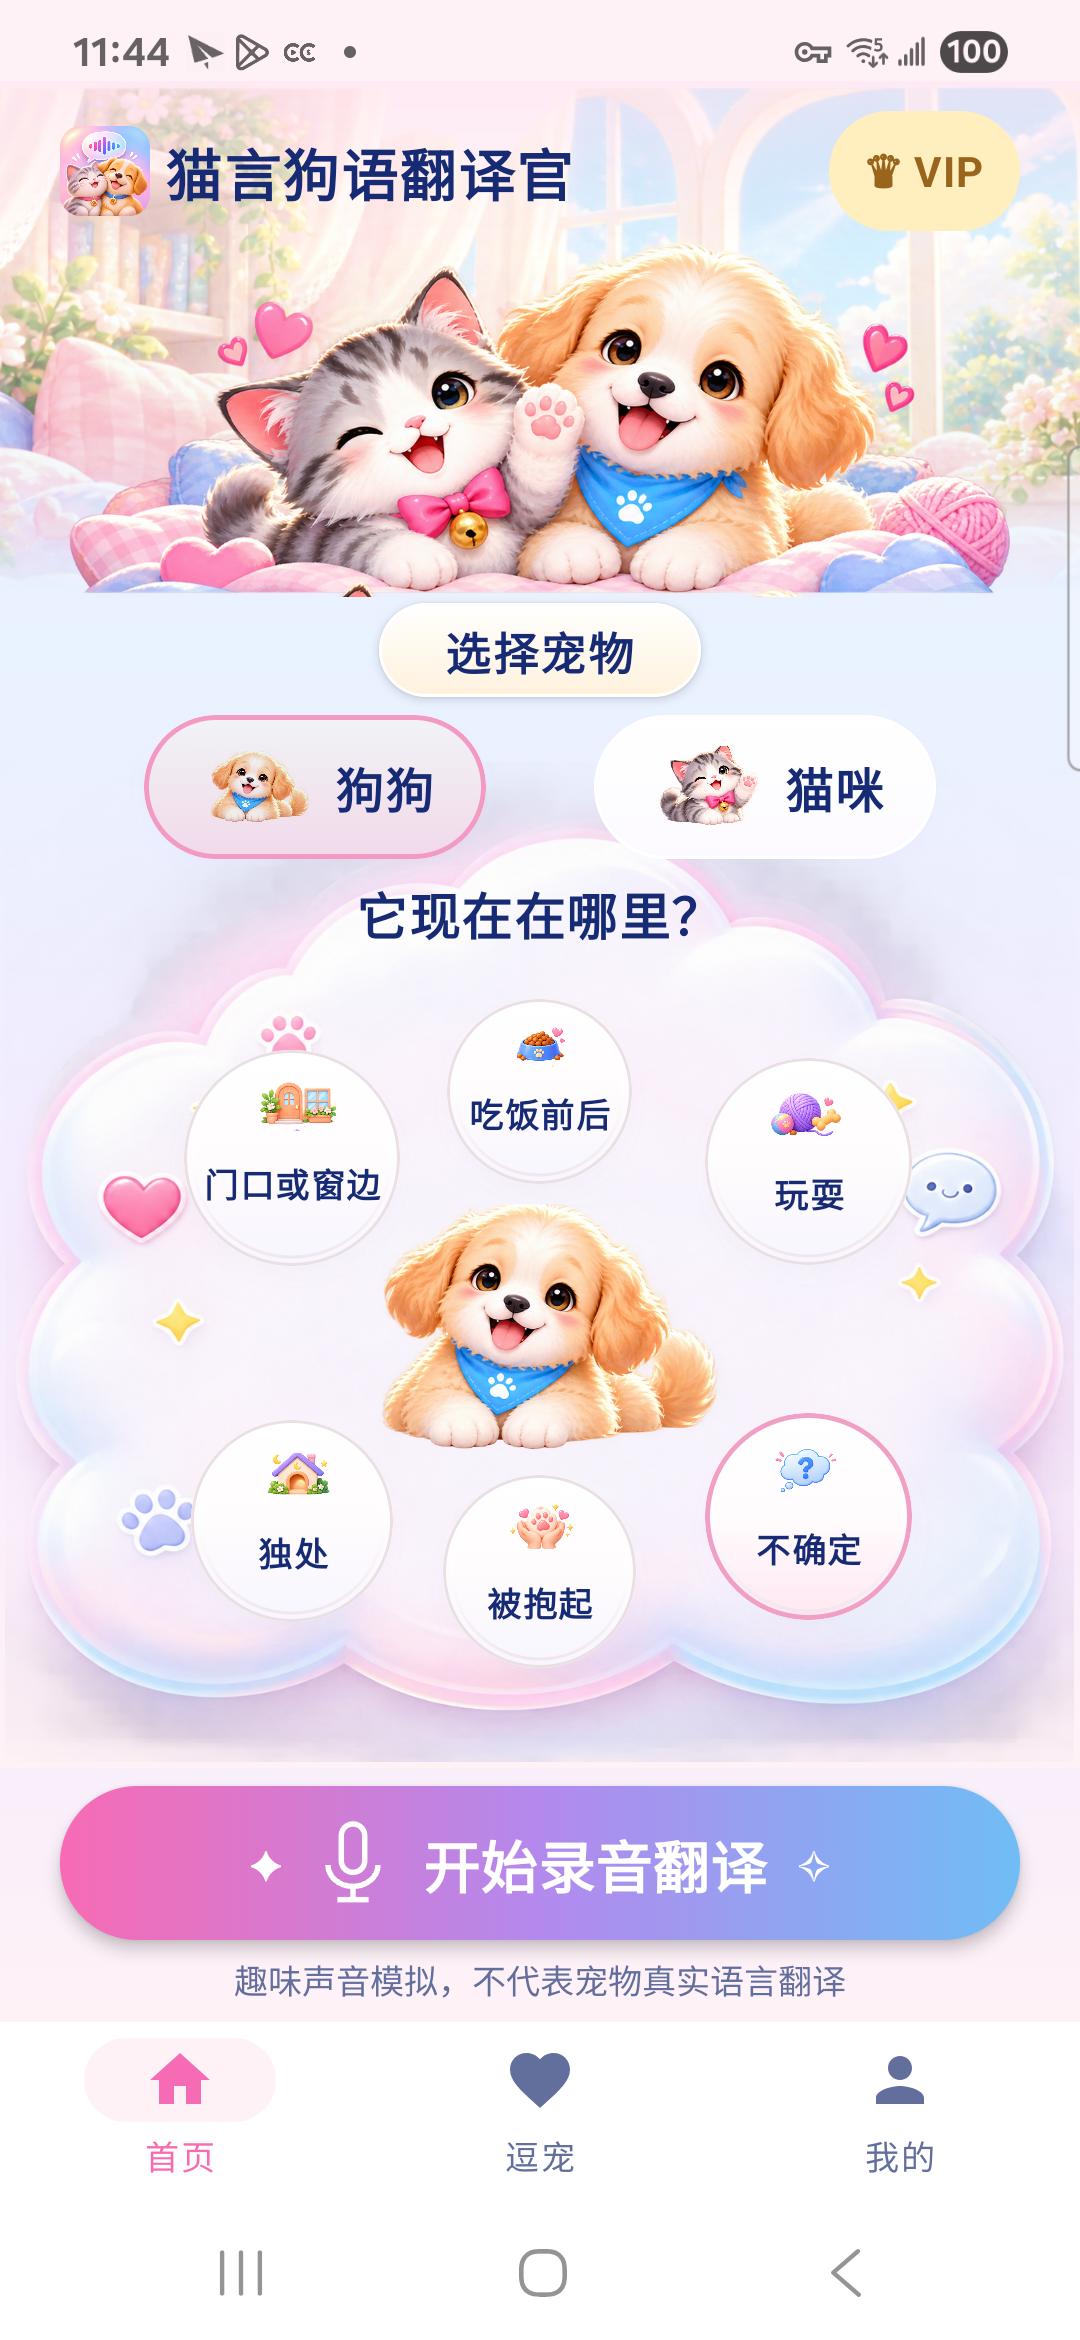 11:44
5
100
猫言狗语翻译官
VIP
选择宠物
狗狗
猫咪
它现在在哪里?
吃饭前后
门口或窗边
玩耍
独处
被抱起
不确定
开始录音翻译
趣味声音模拟，不代表宠物真实语言翻译
首页
逗宠
我的